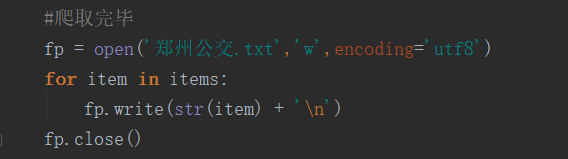 #爬取完毕
fp = open('郑州公交.txt','w',encoding='utf8')
for item in items:
    fp.write(str(item) + '\n')
fp.close()